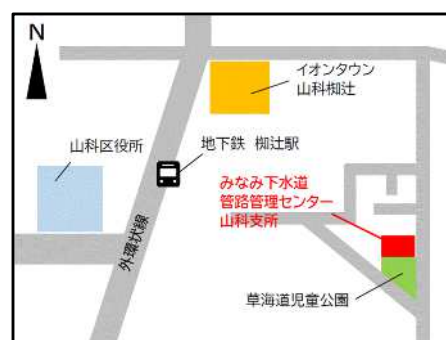 N
イオンタウン
山科椥辻
山科区役所
地下鉄 椥辻駅
みなみ下水道
管路管理センター
山科支所
外環状線
草海道児童公園